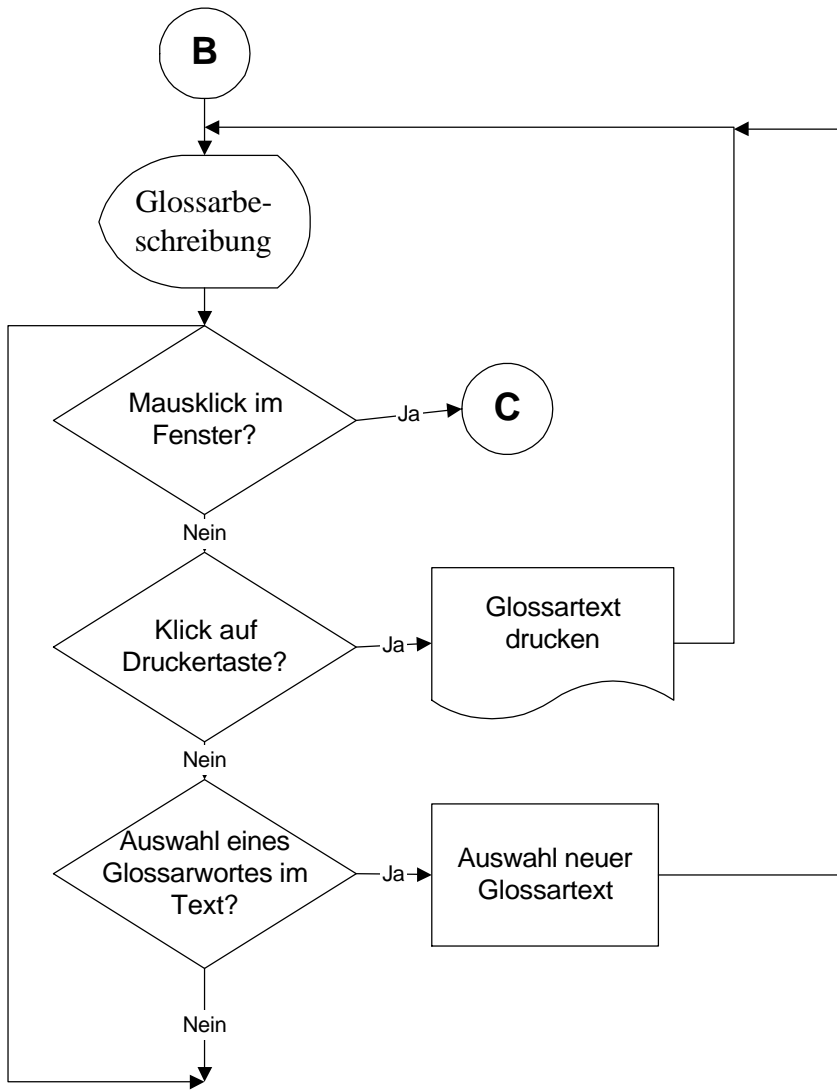 B
Glossarbe-
schreibung
Mausklick im
Fenster?
Ja
C
Nein
Klick auf
Druckertaste?
Ja
Glossartext
drucken
Nein
Auswahl eines
Glossarwortes im
Text?
Ja
Auswahl neuer
Glossartext
Nein